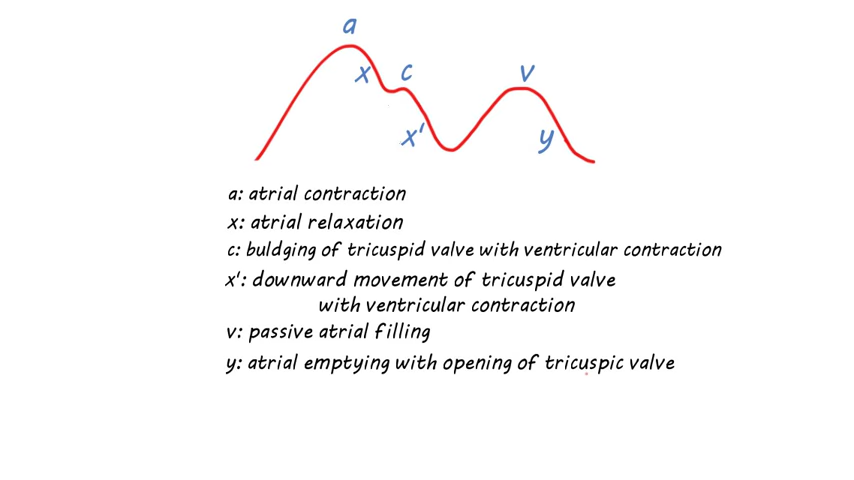 a
x
c
v
x'
y
a: atrial contraction
x: atrial relaxation
c: buldging of tricuspid valve with ventricular contraction
x': downward movement of tricuspid valve
with ventricular contraction
v: passive atrial filling
y: atrial emptying with opening of tricuspic valve